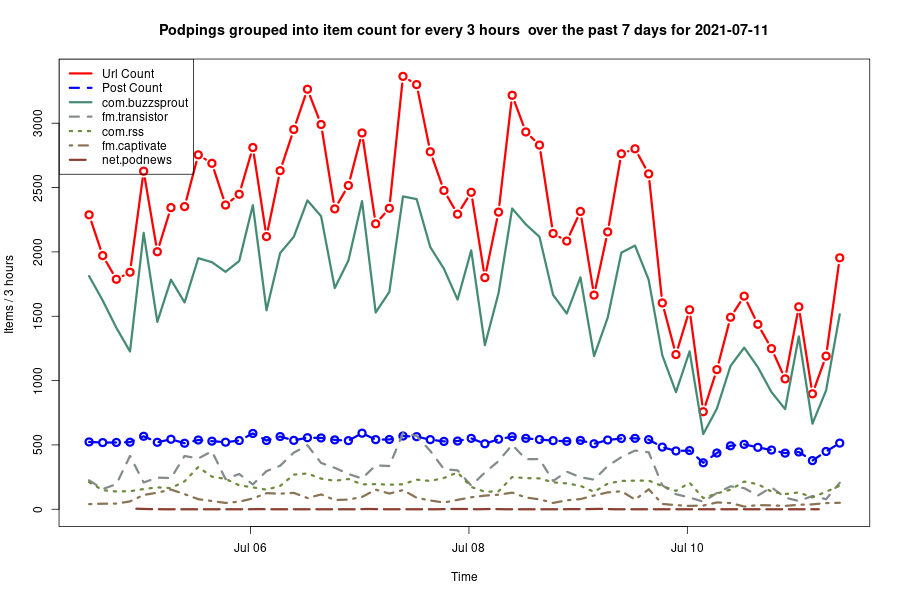 Podpings grouped into item count for every 3 hours  over the past 7 days for 2021-07-11
Url Count
Post Count
com.buzzsprout
fm.transistor
com.rss
fm.captivate
net.podnews
Items / 3 hours
3000
2500
2000
1500
1000
500
0
Jul 06
Jul 08
Jul 10
Time